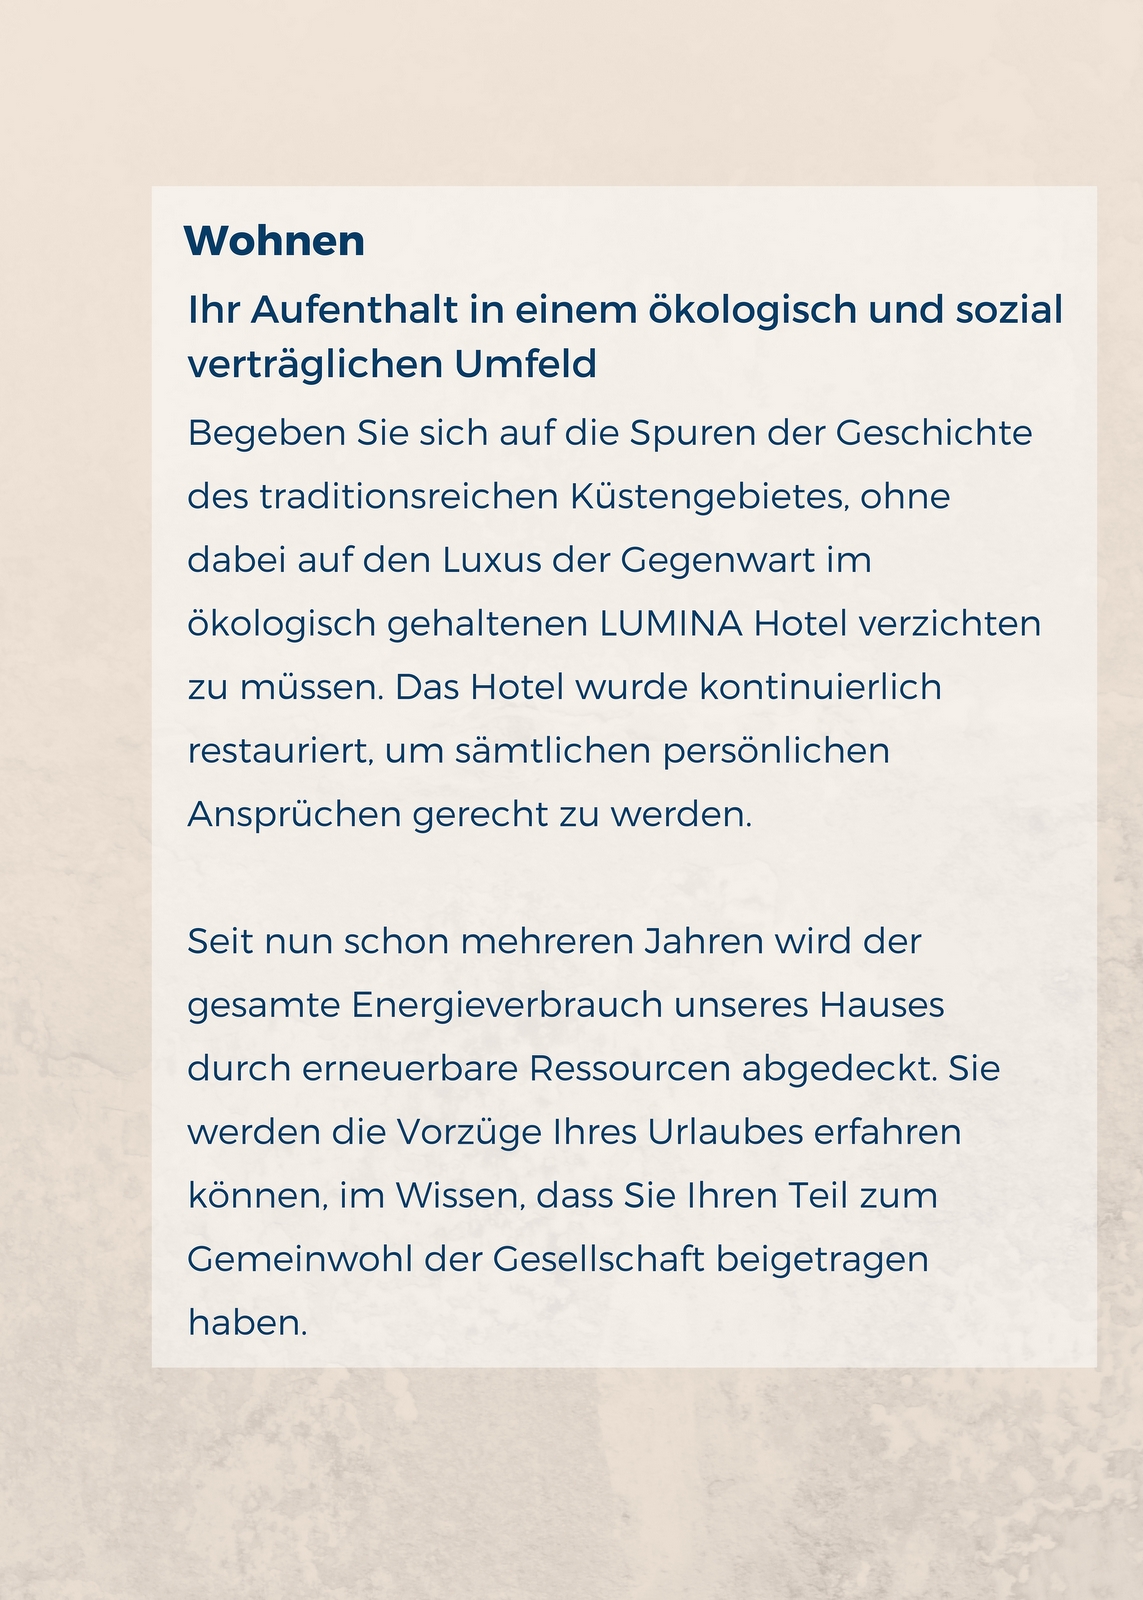 Wohnen
Ihr Aufenthalt in einem ökologisch und sozial
verträglichen Umfeld
Begeben Sie sich auf die Spuren der Geschichte
des traditionsreichen Küstengebietes, ohne
dabei auf den Luxus der Gegenwart im
ökologisch gehaltenen LUMINA Hotel verzichten
zu müssen. Das Hotel wurde kontinuierlich
restauriert, um sämtlichen persönlichen
Ansprüchen gerecht zu werden.
Seit nun schon mehreren Jahren wird der
gesamte Energieverbrauch unseres Hauses
durch erneuerbare Ressourcen abgedeckt. Sie
werden die Vorzüge Ihres Urlaubes erfahren
können, im Wissen, dass Sie Ihren Teil zum
Gemeinwohl der Gesellschaft beigetragen
haben.